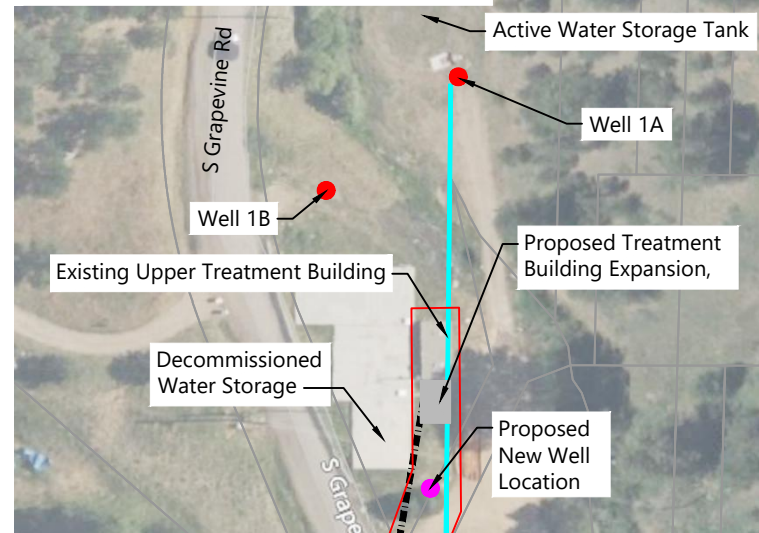 Active Water Storage Tank
S Grapevine Rd
Well 1A
Well 1B
Proposed Treatment
Building Expansion,
Existing Upper Treatment Building
Decommissioned
Water Storage
Proposed
New Well
Location
S Grape